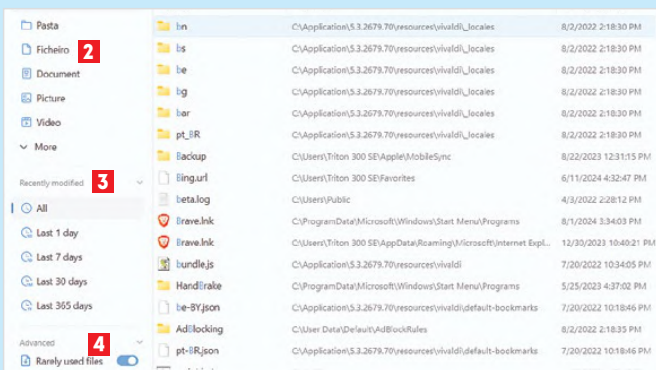 Pasta
Ficheiro 2
Document
Picture
Video
More
Recently modified 3
All
Last 1 day
Last 7 days
Last 30 days
Last 365 days
Advanced 4
Rarely used files
bn C:\Application\5.3.2679.70\resources\vivaldi\_locales 8/2/2022 2:18:30 PM
bs C:\Application\5.3.2679.70\resources\vivaldi\_locales 8/2/2022 2:18:30 PM
be C:\Application\5.3.2679.70\resources\vivaldi\_locales 8/2/2022 2:18:30 PM
bg C:\Application\5.3.2679.70\resources\vivaldi\_locales 8/2/2022 2:18:30 PM
bar C:\Application\5.3.2679.70\resources\vivaldi\_locales 8/2/2022 2:18:30 PM
pt_BR C:\Application\5.3.2679.70\resources\vivaldi\_locales 8/2/2022 2:18:30 PM
Backup C:\Users\Triton 300 SE\Apple\MobileSync 8/22/2023 12:31:15 PM
Bing.url C:\Users\Triton 300 SE\Favorites 6/11/2024 4:32:47 PM
beta.log C:\Users\Public 4/3/2022 2:28:12 PM
Brave.lnk C:\ProgramData\Microsoft\Windows\Start Menu\Programs 8/1/2024 3:34:03 PM
Brave.lnk C:\Users\Triton 300 SE\AppData\Roaming\Microsoft\Internet Expl... 12/30/2023 10:40:21 PM
bundle.js C:\Application\5.3.2679.70\resources\vivaldi 7/20/2022 10:34:05 PM
HandBrake C:\ProgramData\Microsoft\Windows\Start Menu\Programs 5/25/2023 4:37:02 PM
be-BY.json C:\Application\5.3.2679.70\resources\vivaldi\default-bookmarks 7/20/2022 10:18:46 PM
AdBlocking C:\User Data\Default\AdBlockRules 8/2/2022 2:18:35 PM
pt-BR.json C:\Application\5.3.2679.70\resources\vivaldi\default-bookmarks 7/20/2022 10:18:46 PM